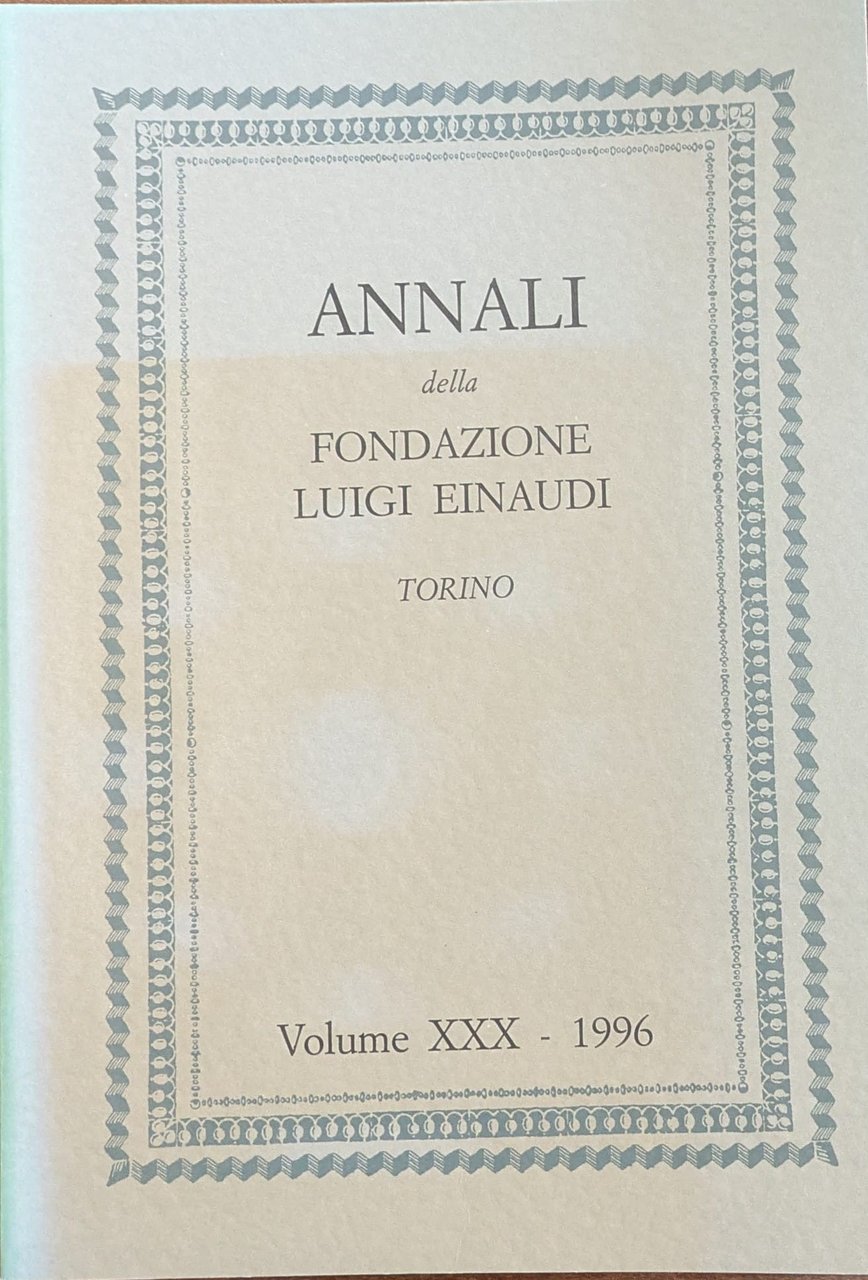 ANNALI
della
FONDAZIONE
LUIGI EINAUDI
TORINO
Volume XXX - 1996